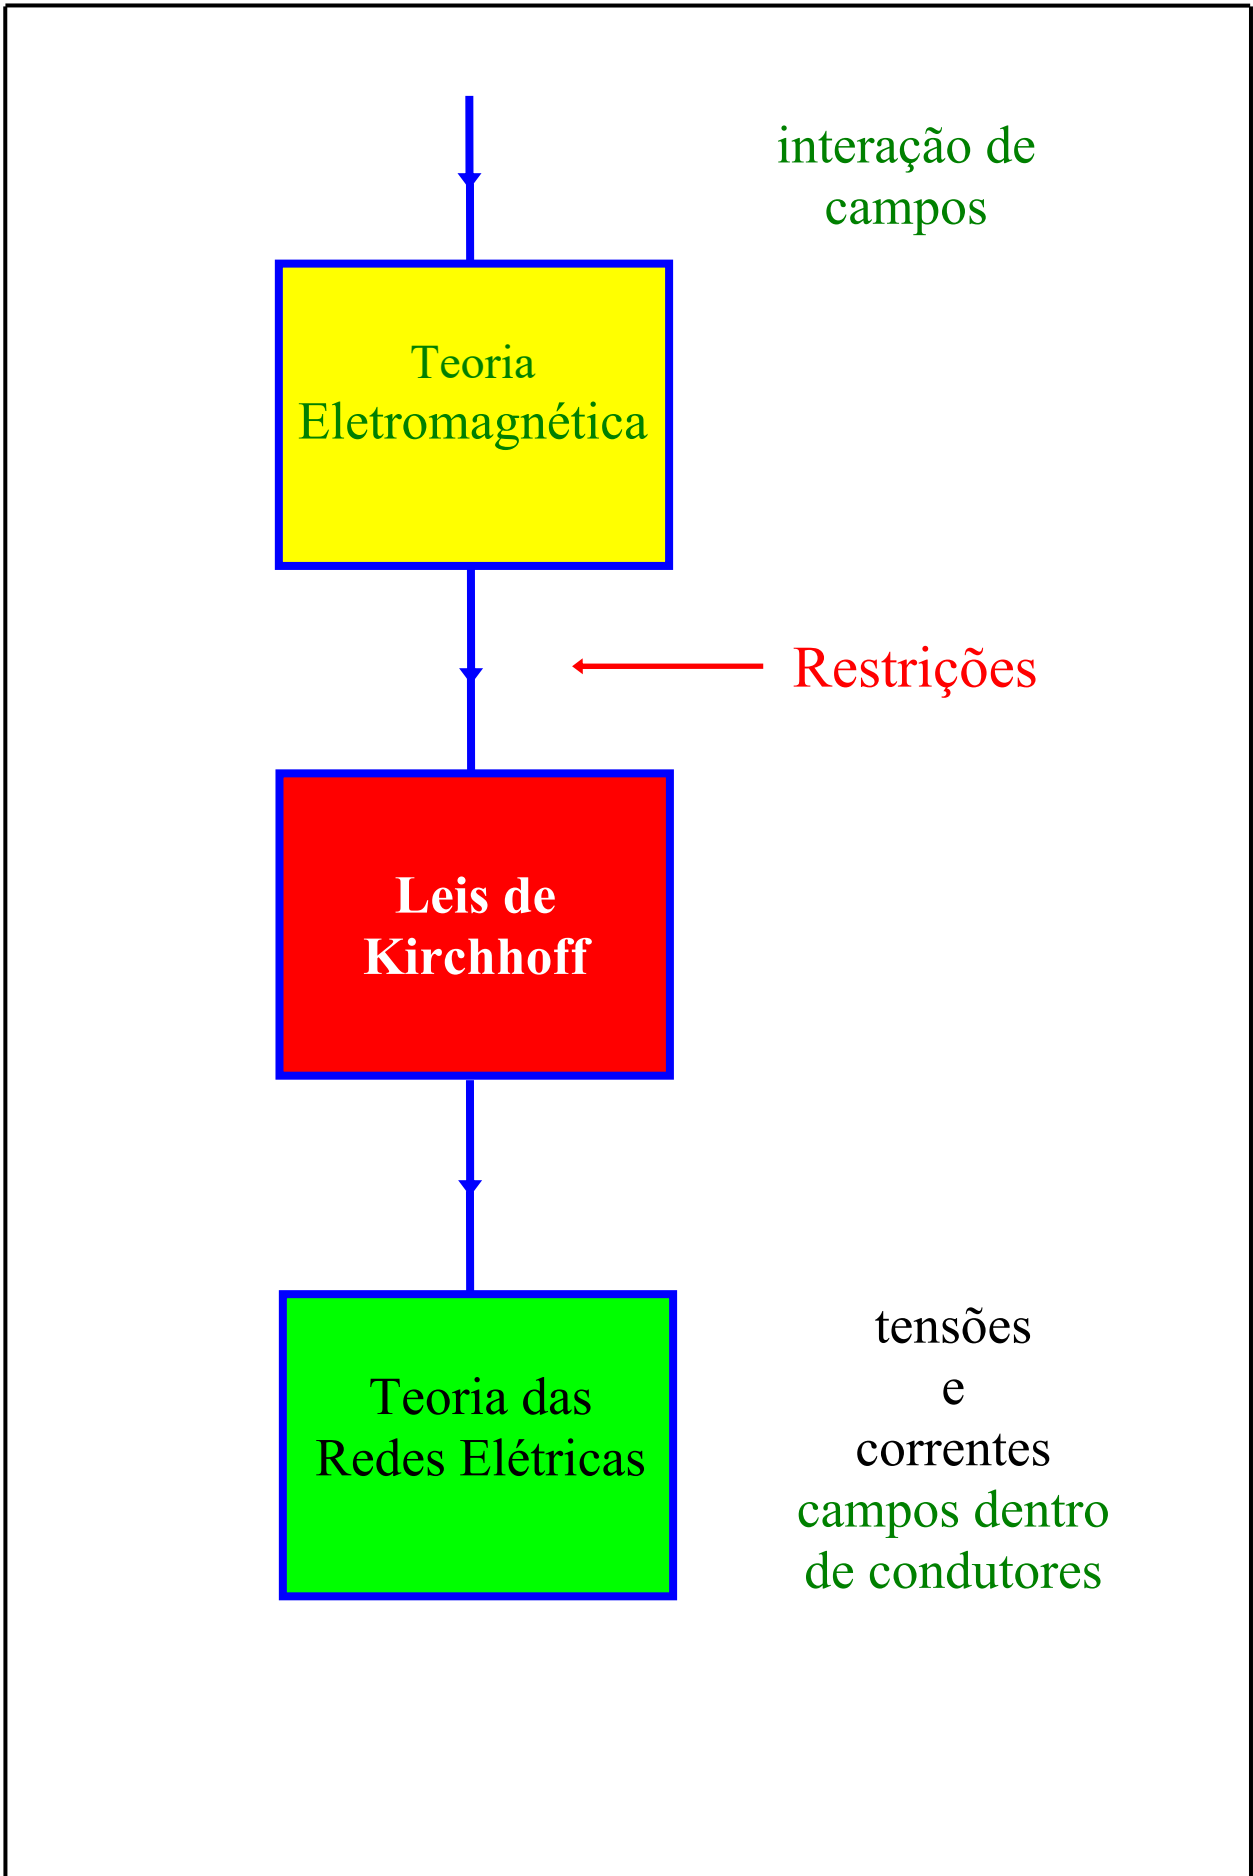 interação de
campos
Teoria
Eletromagnética
Restrições
Leis de
Kirchhoff
Teoria das
Redes Elétricas
tensões
e
correntes
campos dentro
de condutores